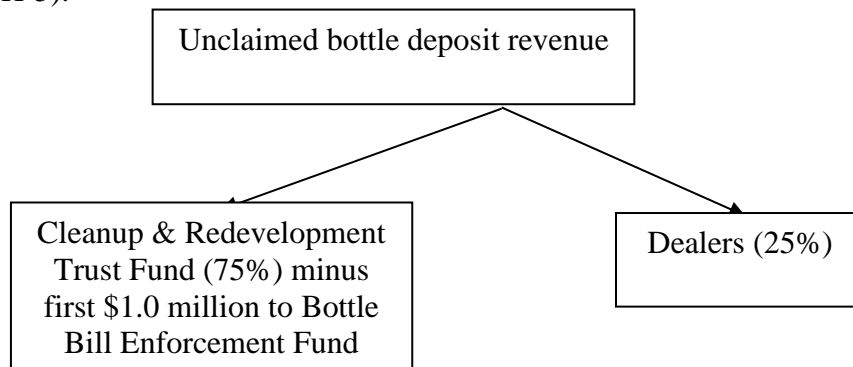 Unclaimed bottle deposit revenue
Cleanup & Redevelopment
Trust Fund (75%) minus
first $1.0 million to Bottle
Bill Enforcement Fund
Dealers (25%)